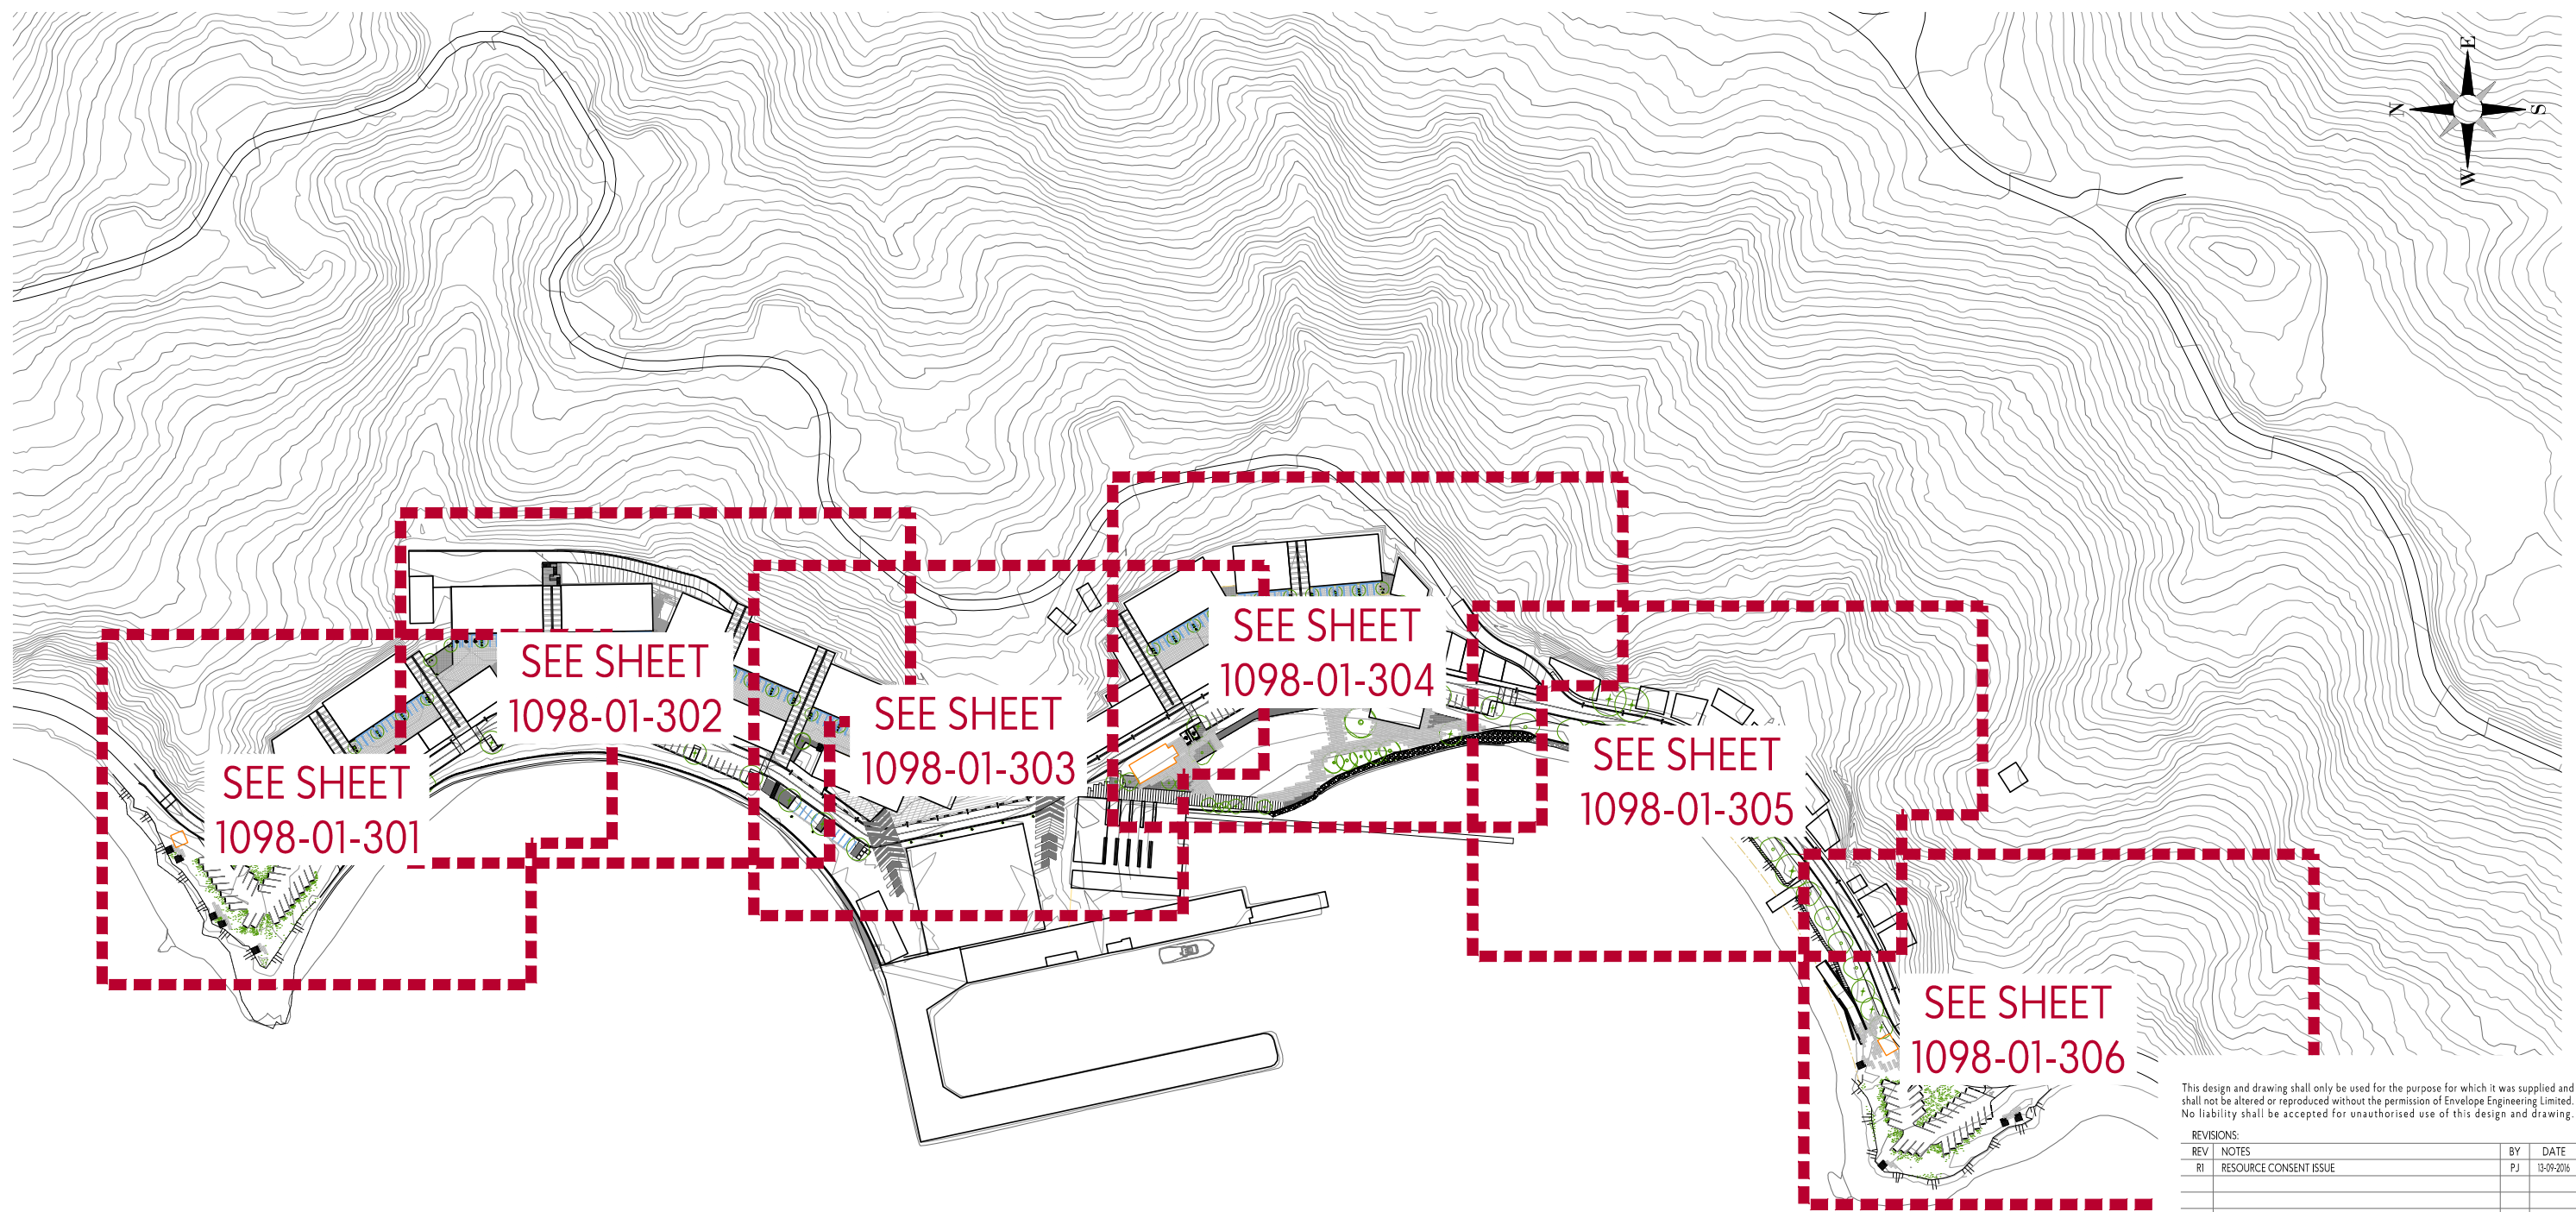 E
N
S
W
SEE SHEET
1098-01-304
SEE SHEET
1098-01-302
SEE SHEET
1098-01-303
SEE SHEET
1098-01-305
SEE SHEET
1098-01-301
SEE SHEET
1098-01-306
This design and drawing shall only be used for the purpose for which it was supplied and
shall not be altered or reproduced without the permission of Envelope Engineering Limited.
No liability shall be accepted for unauthorised use of this design and drawing.
REVISIONS:
REV NOTES BY DATE
R1 RESOURCE CONSENT ISSUE PJ 13-09-2016